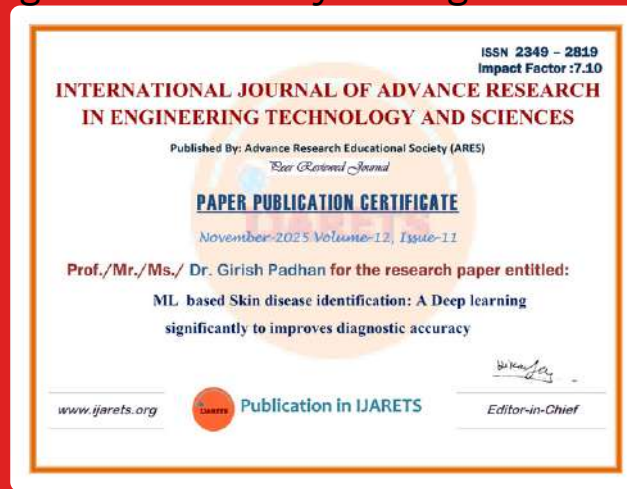 ISSN 2349 – 2819
Impact Factor :7.10
INTERNATIONAL JOURNAL OF ADVANCE RESEARCH
IN ENGINEERING TECHNOLOGY AND SCIENCES
Published By: Advance Research Educational Society (ARES)
Peer Reviewed Journal
PAPER PUBLICATION CERTIFICATE
IJARETS
November-2025 Volume-12, Issue-11
Prof./Mr./Ms./ Dr. Girish Padhan for the research paper entitled:
ML based Skin disease identification: A Deep learning
significantly to improves diagnostic accuracy
www.ijarets.org
IJARETS
Publication in IJARETS
Editor-in-Chief